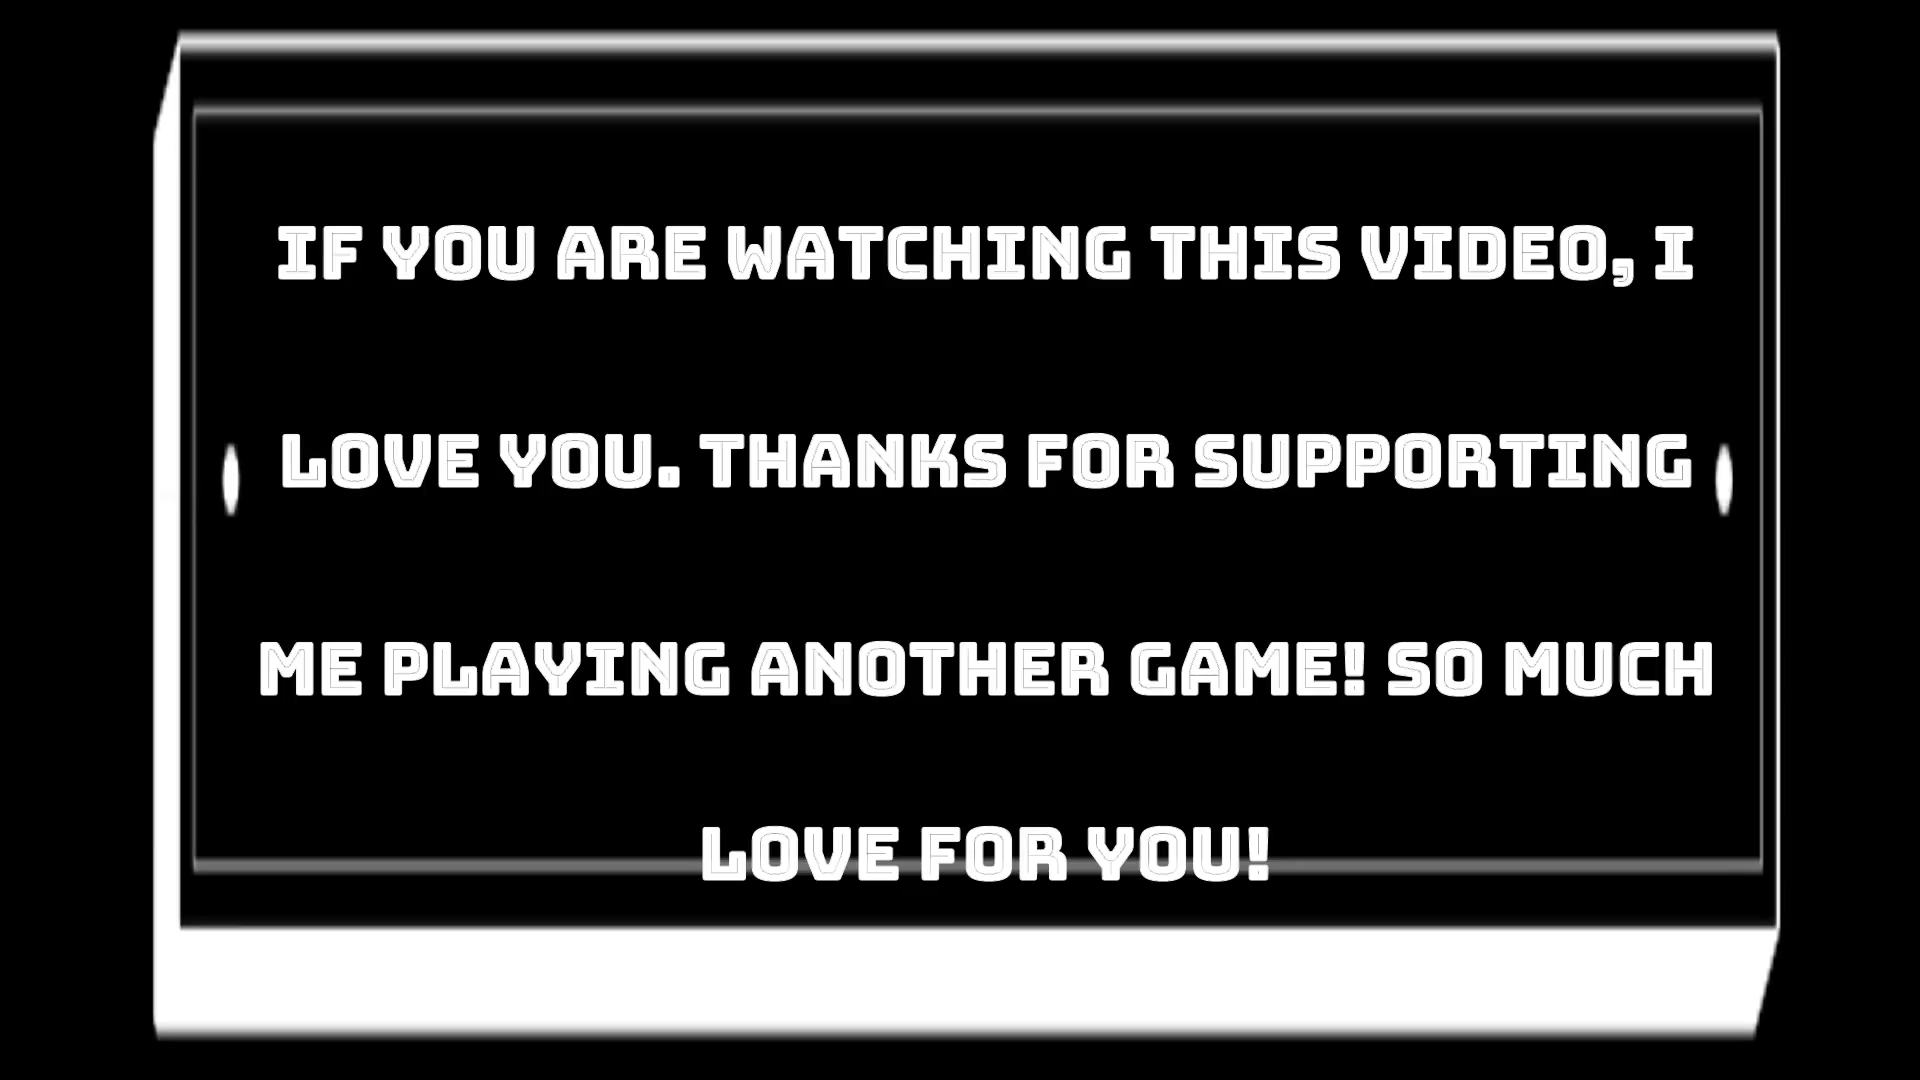 IF YOU ARE WATCHING THIS VIDEO, I
LOVE YOU. THANKS FOR SUPPORTING
ME PLAYING ANOTHER GAME! SO MUCH
LOVE FOR YOU!